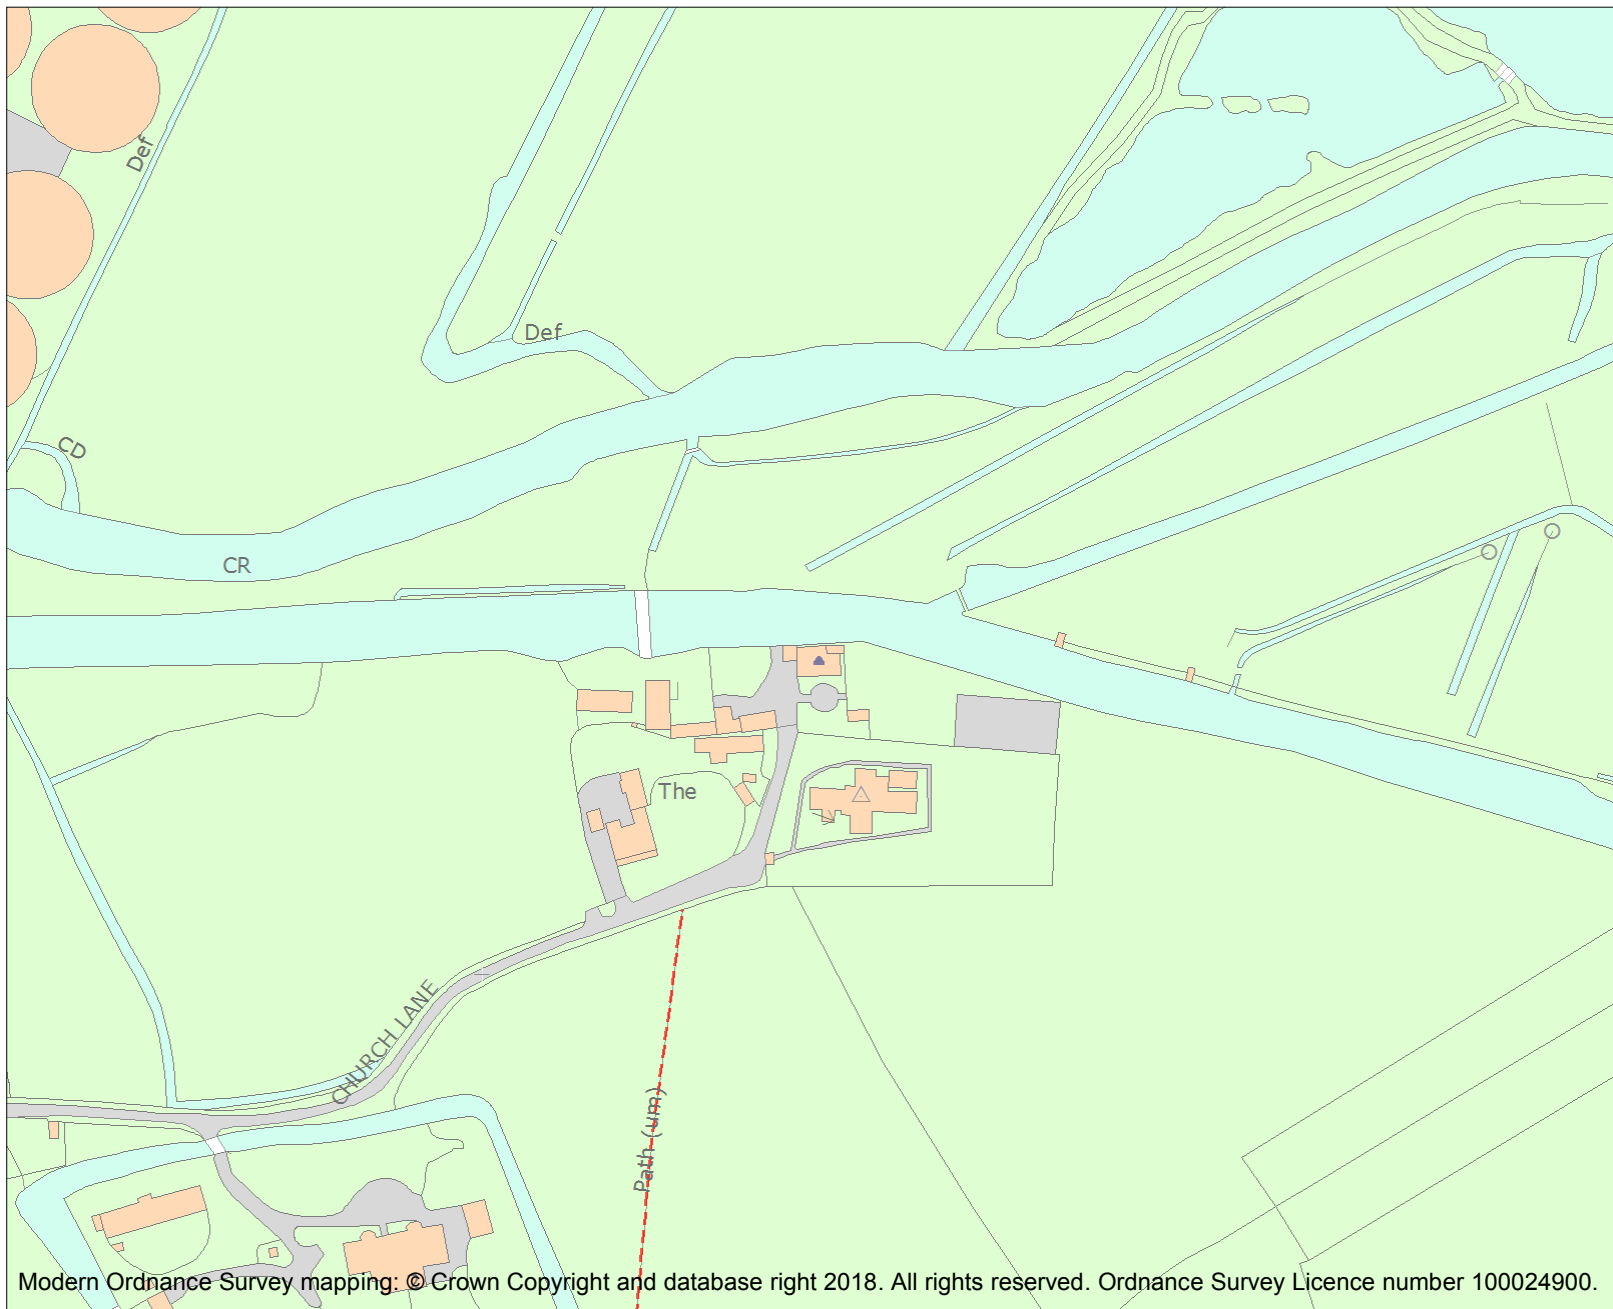 Def
Def
CD
CR
The
CHURCH LANE
Path (um)
Modern Ordnance Survey mapping: © Crown Copyright and database right 2018. All rights reserved. Ordnance Survey Licence number 100024900.